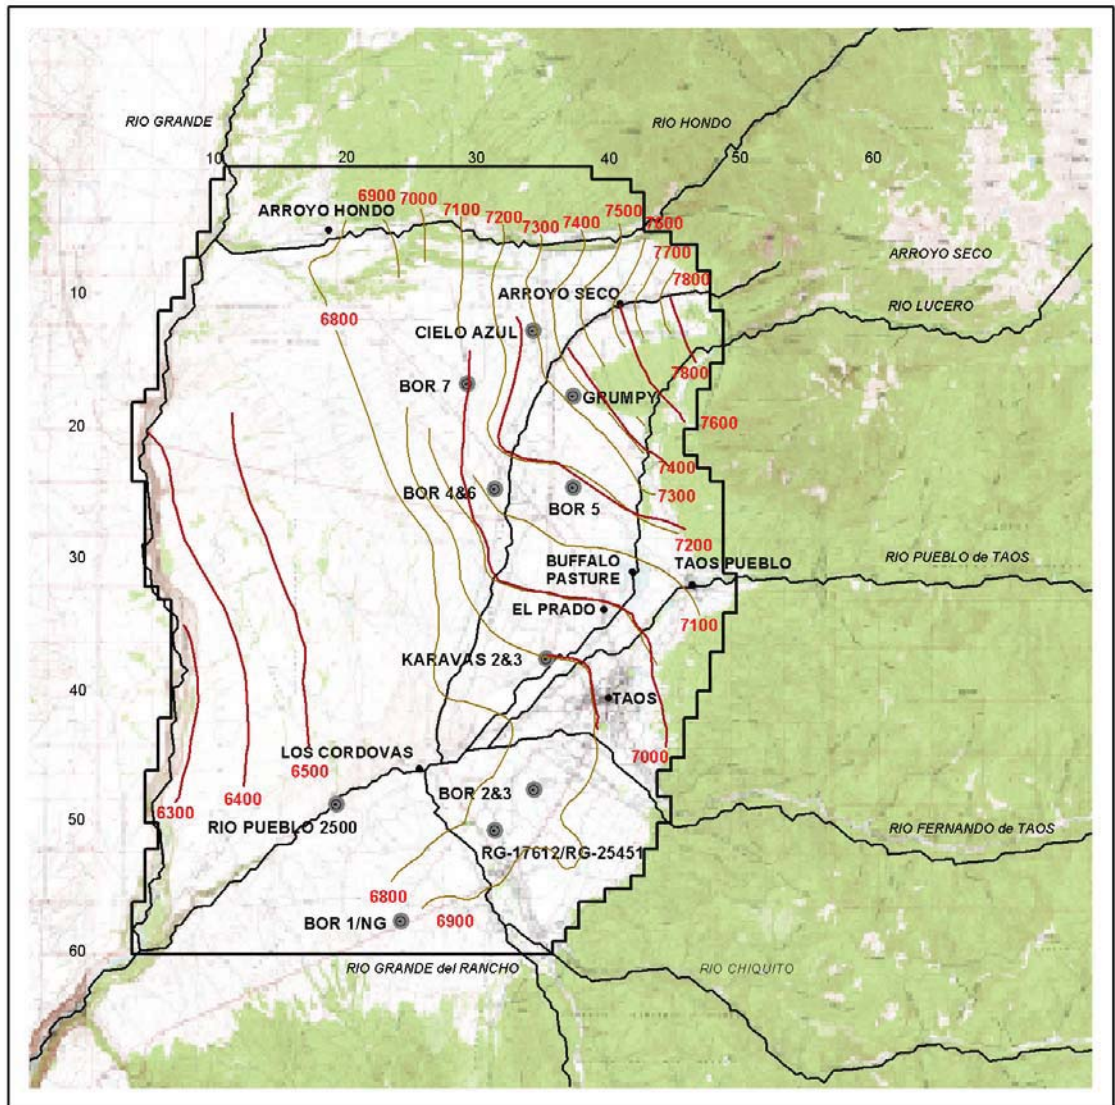 RIO GRANDE
RIO HONDO
10
20
30
40
50
60
6900
7000
7100
7200
7300
7400
7500
7600
7700
7800
ARROYO HONDO
ARROYO SECO
ARROYO SECO
10
6800
RIO LUCERO
CIELO AZUL
BOR 7
GRUMPY
7800
7600
20
7400
7300
BOR 4&6
BOR 5
7200
30
BUFFALO
PASTURE
TAOS PUEBLO
RIO PUEBLO de TAOS
EL PRADO
7100
KARAVAS 2&3
40
TAOS
LOS CORDOVAS
7000
6500
6400
6300
BOR 2&3
50
RIO PUEBLO 2500
RIO FERNANDO de TAOS
RG-17612/RG-25451
6800
6900
BOR 1/NG
60
RIO GRANDE del RANCHO
RIO CHIQUITO